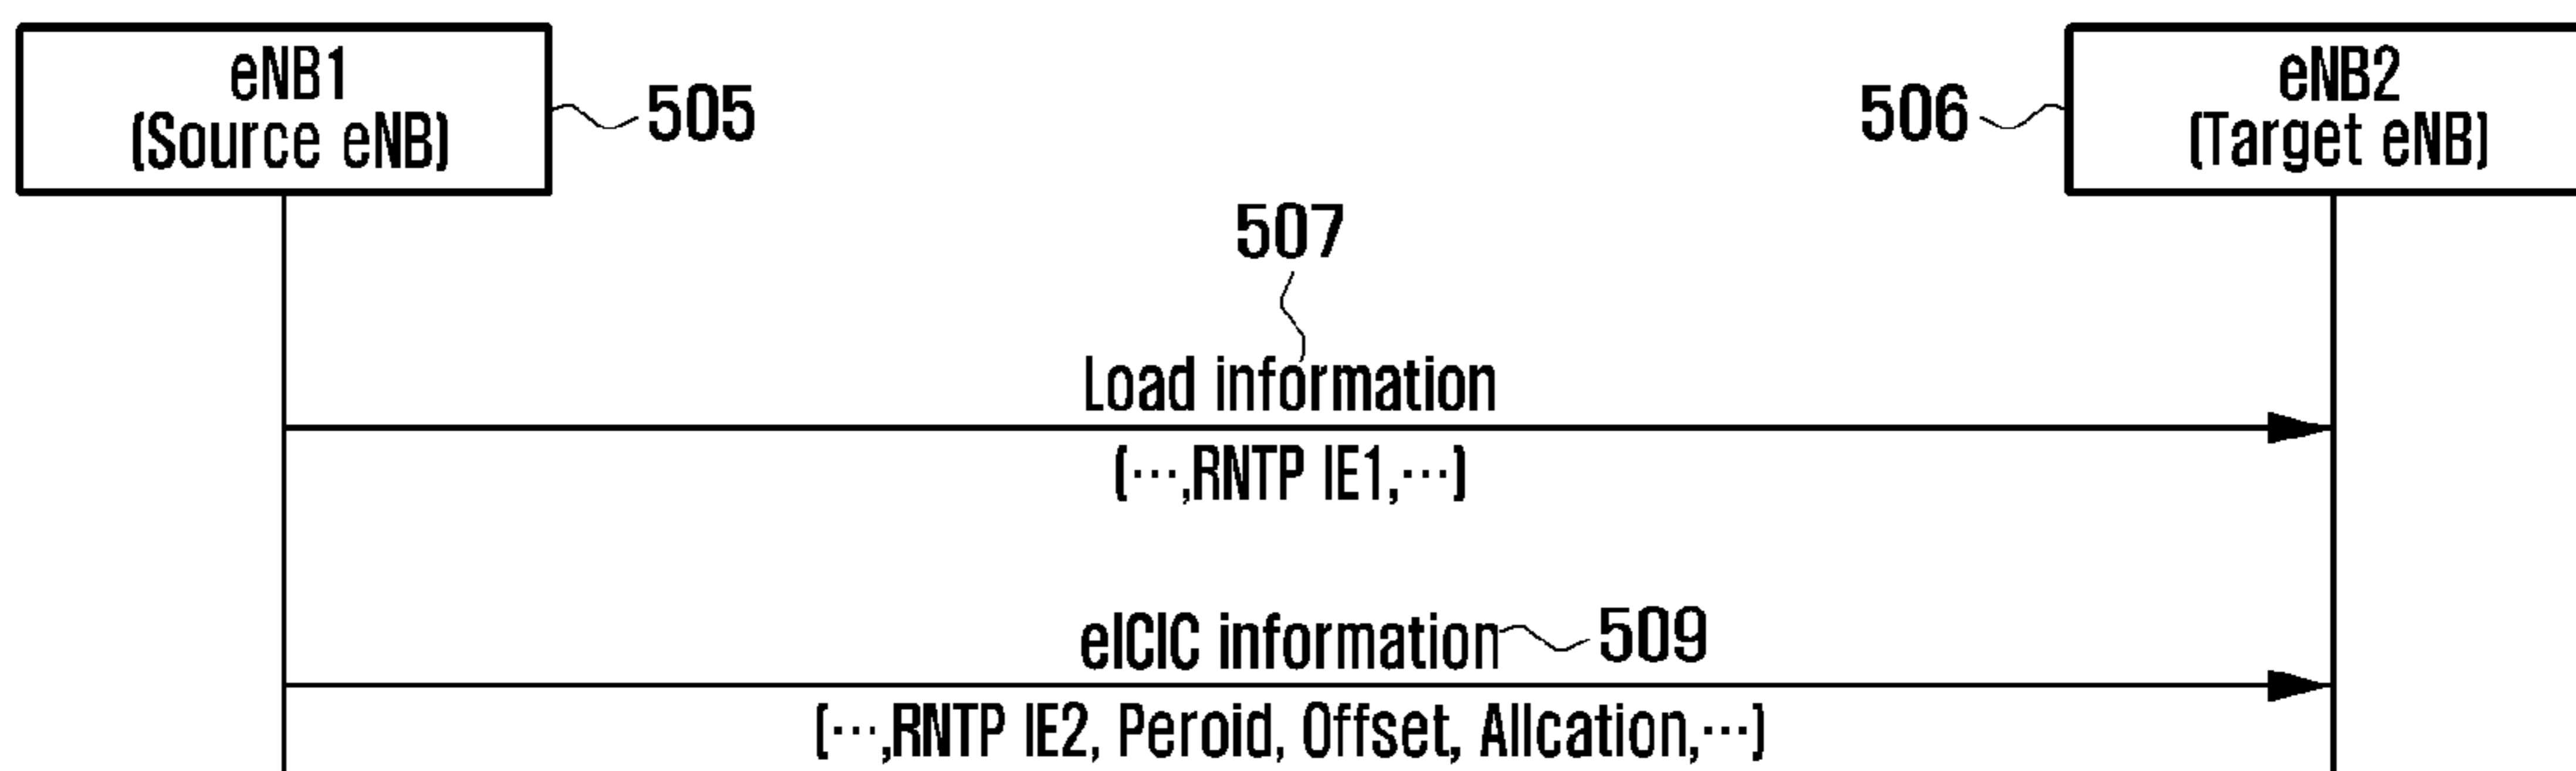 eNB1
(Source eNB)
505
506
eNB2
(Target eNB)
507
Load information
(···,RNTP IE1,···)
eICIC information
509
(···,RNTP IE2, Peroid, Offset, Allcation,···)